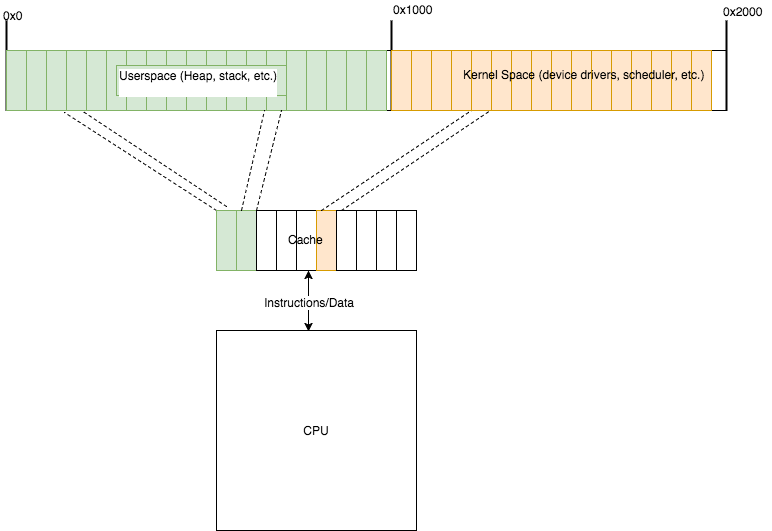 0x0
0x1000
0x2000
Userspace (Heap, stack, etc.)
Kernel Space (device drivers, scheduler, etc.)
Cache
Instructions/Data
CPU